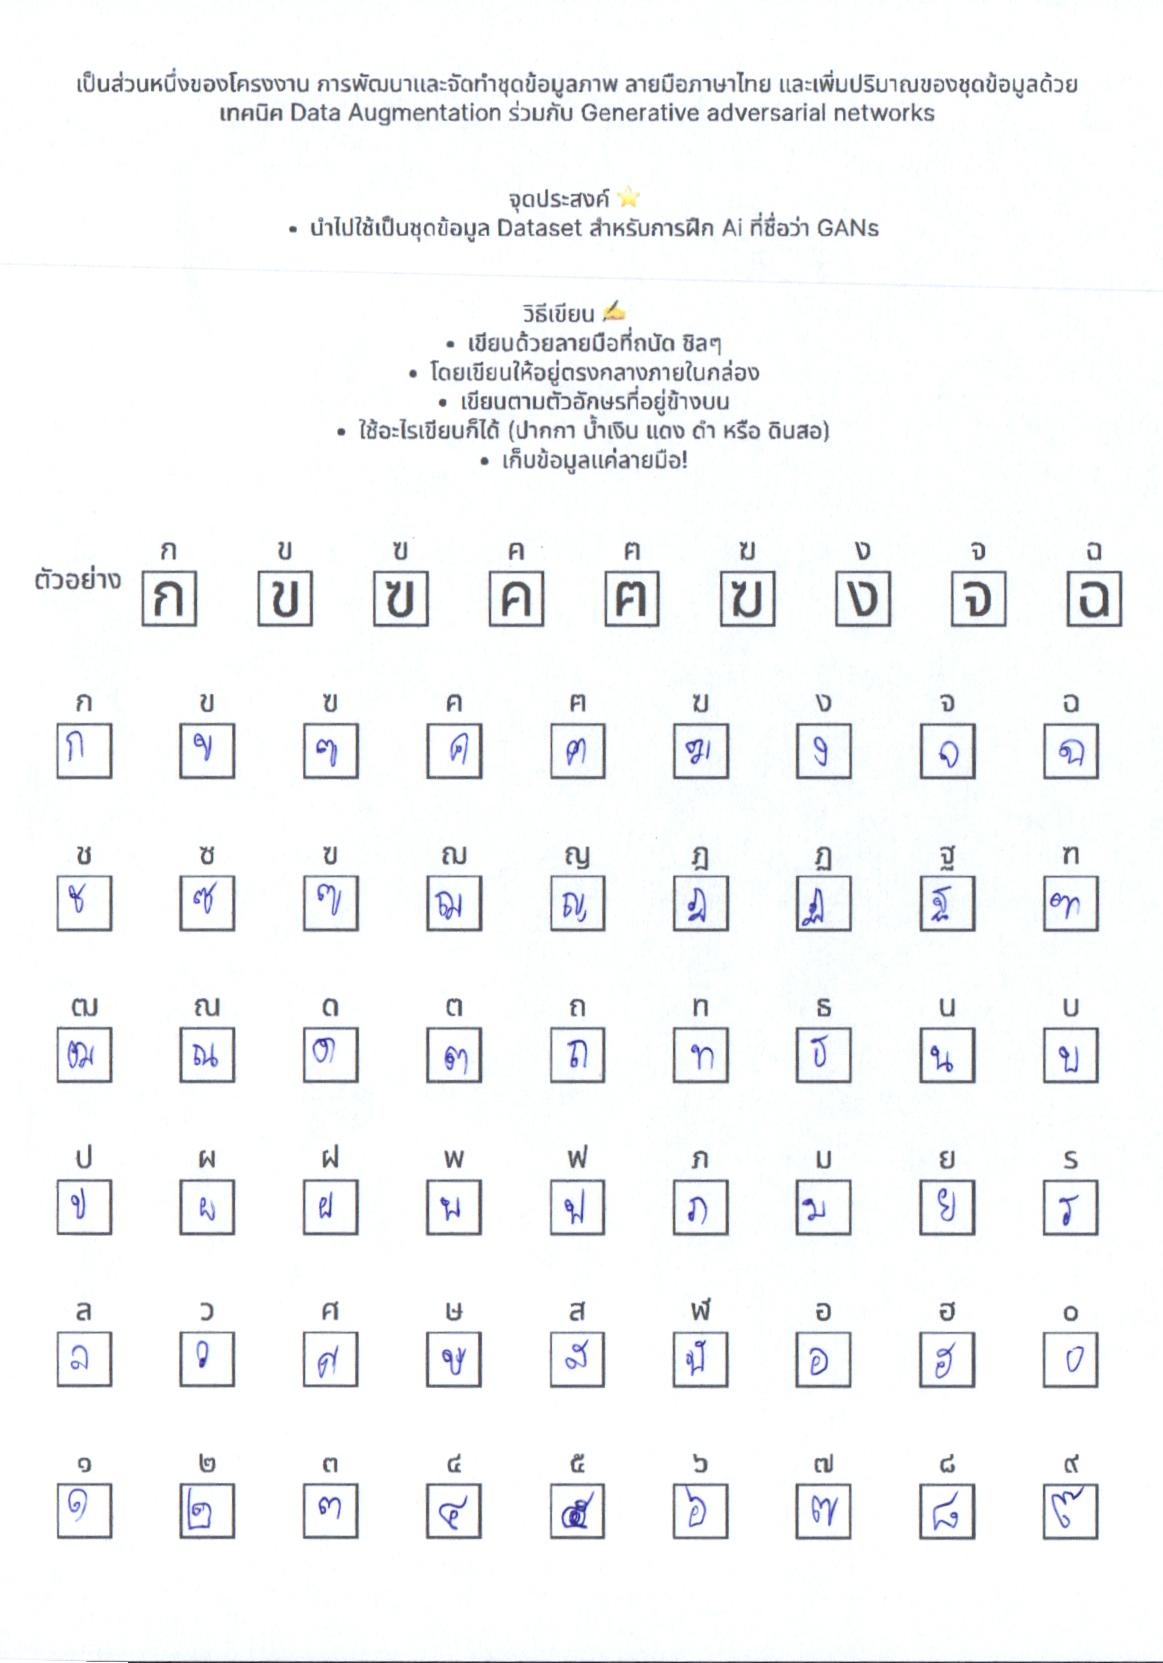 เป็นส่วนหนึ่งของโครงงาน การพัฒนาและจัดทำชุดข้อมูลภาพ ลายมือภาษาไทย และเพิ่มปริมาณของชุดข้อมูลด้วย
เทคนิค Data Augmentation ร่วมกับ Generative adversarial networks
จุดประสงค์ ⭐
• นำไปใช้เป็นชุดข้อมูล Dataset สำหรับการฝึก Ai ที่ชื่อว่า GANs
วิธีเขียน ✍
• เขียนด้วยลายมือที่ถนัด ชิลๆ
• โดยเขียนให้อยู่ตรงกลางภายในกล่อง
• เขียนตามตัวอักษรที่อยู่ข้างบน
• ใช้อะไรเขียนก็ได้ (ปากกา น้ำเงิน แดง ดำ หรือ ดินสอ)
• เก็บข้อมูลแค่ลายมือ!
ก ข ฃ ค ฅ ฆ ง จ ฉ
ตัวอย่าง ก ข ฃ ค ฅ ฆ ง จ ฉ
ก ข ฃ ค ฅ ฆ ง จ ฉ
ก ข ฃ ค ฅ ฆ ง จ ฉ
ช ซ ฃ ฌ ญ ฎ ฏ ฐ ฑ
ช ซ ฃ ฌ ญ ฎ ฏ ฐ ฑ
ฒ ณ ด ต ถ ท ธ น บ
ฒ ณ ด ต ถ ท ธ น บ
ป ผ ฝ พ ฟ ภ ม ย ร
ป ผ ฝ พ ฟ ภ ม ย ร
ล ว ศ ษ ส ฬ อ ฮ ๐
ล ว ศ ษ ส ฬ อ ฮ ๐
๑ ๒ ๓ ๔ ๕ ๖ ๗ ๘ ๙
๑ ๒ ๓ ๔ ๕ ๖ ๗ ๘ ๙